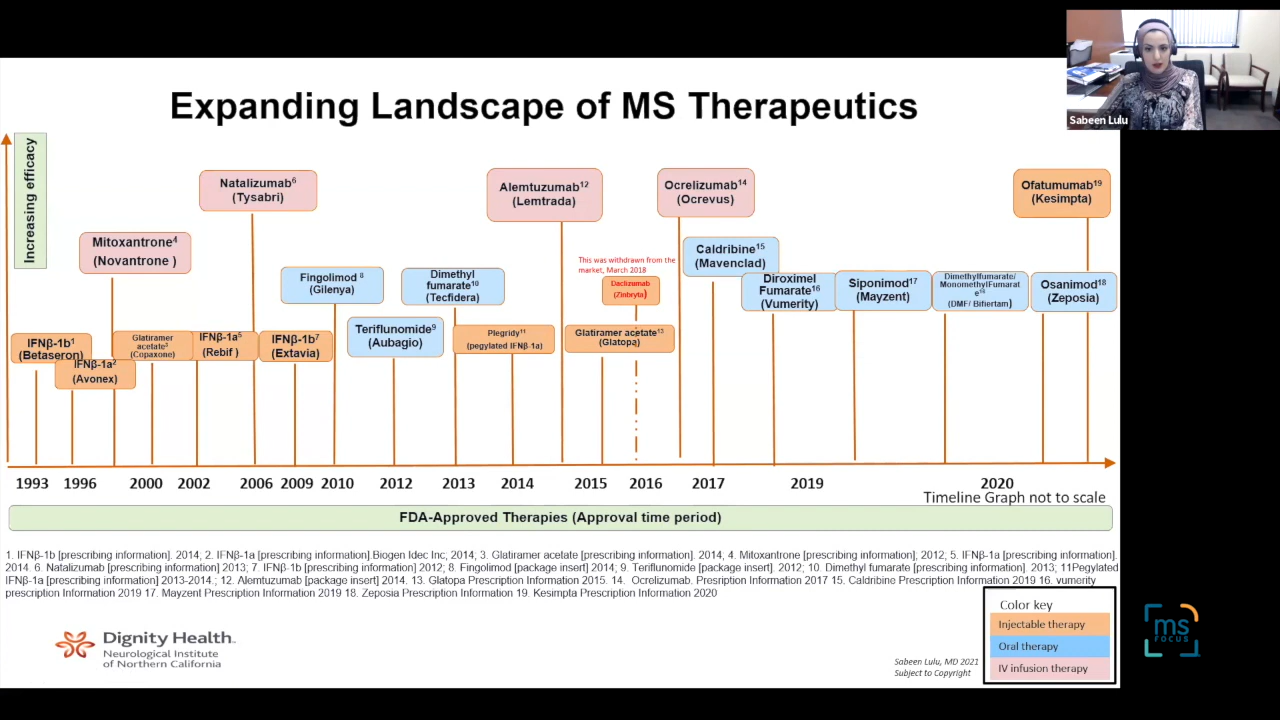 Expanding Landscape of MS Therapeutics
Sabeen Lulu
Increasing efficacy
IFNβ-1b1
(Betaseron)
IFNβ-1a2
(Avonex)
Mitoxantrone4
(Novantrone )
Glatiramer
acetate3
(Copaxone)
IFNβ-1a5
(Rebif )
Natalizumab6
(Tysabri)
IFNβ-1b7
(Extavia)
Fingolimod 8
(Gilenya)
Teriflunomide9
(Aubagio)
Dimethyl
fumarate10
(Tecfidera)
Plegridy11
(pegylated IFNβ-1a)
Alemtuzumab12
(Lemtrada)
Glatiramer acetate13
(Glatopa)
This was withdrawn from the
market, March 2018
Daclizumab
(Zinbryta)
Ocrelizumab14
(Ocrevus)
Caldribine15
(Mavenclad)
Diroximel
Fumarate16
(Vumerity)
Siponimod17
(Mayzent)
Dimethylfumarate/
MonomethylFumarat
e16
(DMF/ Bifiertam)
Osanimod18
(Zeposia)
Ofatumumab19
(Kesimpta)
1993 1996 2000 2002 2006 2009 2010 2012 2013 2014 2015 2016 2017 2019 2020
Timeline Graph not to scale
FDA-Approved Therapies (Approval time period)
1. IFNβ-1b [prescribing information]. 2014; 2. IFNβ-1a [prescribing information].Biogen Idec Inc; 2014; 3. Glatiramer acetate [prescribing information]. 2014; 4. Mitoxantrone [prescribing information]; 2012; 5. IFNβ-1a [prescribing information].
2014. 6. Natalizumab [prescribing information] 2013; 7. IFNβ-1b [prescribing information] 2012; 8. Fingolimod [package insert] 2014; 9. Teriflunomide [package insert]. 2012; 10. Dimethyl fumarate [prescribing information]. 2013; 11Pegylated
IFNβ-1a [prescribing information] 2013-2014.; 12. Alemtuzumab [package insert] 2014. 13. Glatopa Prescription Information 2015. 14. Ocrelizumab. Presription Information 2017 15. Caldribine Prescription Information 2019 16. vumerity
prescription Information 2019 17. Mayzent Prescription Information 2019 18. Zeposia Prescription Information 19. Kesimpta Prescription Information 2020
Color key
Injectable therapy
Oral therapy
IV infusion therapy
Dignity Health™
Neurological Institute
of Northern California
Sabeen Lulu, MD 2021
Subject to Copyright
ms
FOCUS